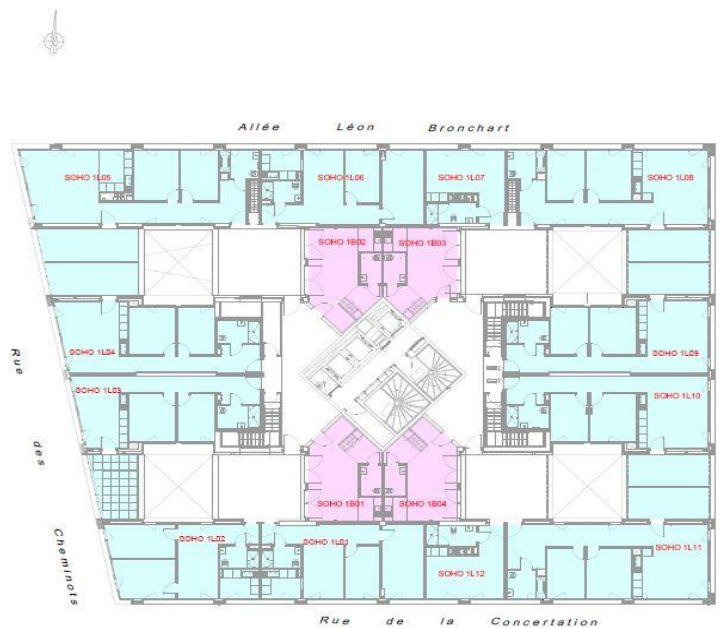 Allée Léon Bronchart
SOHO 1L05
SOHO 1L06
SOHO 1L07
SOHO 1L08
SOHO 1B02
SOHO 1B03
SOHO 1L04
SOHO 1L09
Rue des Cheminots
SOHO 1L03
SOHO 1L10
SOHO 1B01
SOHO 1B04
SOHO 1L02
SOHO 1L01
SOHO 1L11
SOHO 1L12
Rue de la Concertation